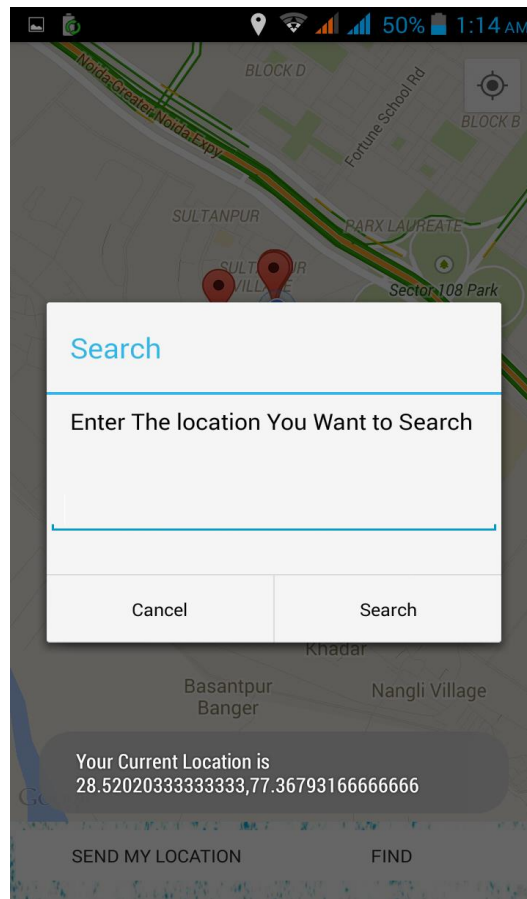 50% 1:14 AM
BLOCK D
Noida-Greater Noida Expy
Fortune School Rd
BLOCK B
SULTANPUR
PARX LAUREATE
Sector 108 Park
Search
Enter The location You Want to Search
Cancel
Search
Khadar
Basantpur
Banger
Nangli Village
Your Current Location is
28.52020333333333,77.36793166666666
SEND MY LOCATION
FIND